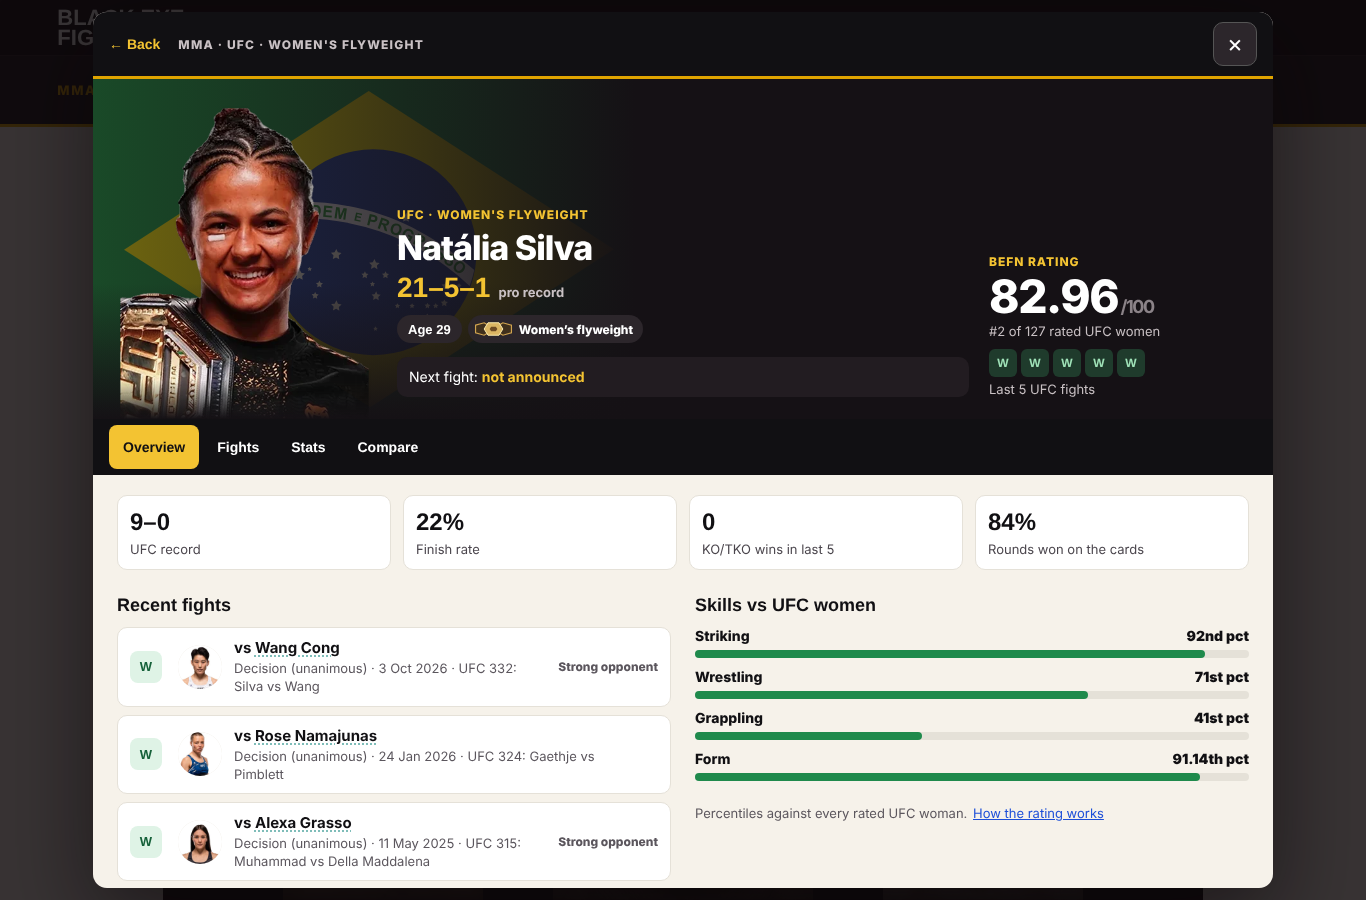 BLACK EYE
FIG
MMA
← Back
MMA · UFC · WOMEN'S FLYWEIGHT
×
DEM E PROG
UFC
UFC · WOMEN'S FLYWEIGHT
Natália Silva
21–5–1 pro record
Age 29
Women's flyweight
Next fight: not announced
BEFN RATING
82.96/100
#2 of 127 rated UFC women
W W W W W
Last 5 UFC fights
Overview Fights Stats Compare
9–0
UFC record
22%
Finish rate
0
KO/TKO wins in last 5
84%
Rounds won on the cards
Recent fights
W
vs Wang Cong
Decision (unanimous) · 3 Oct 2026 · UFC 332:
Silva vs Wang
Strong opponent
W
vs Rose Namajunas
Decision (unanimous) · 24 Jan 2026 · UFC 324: Gaethje vs
Pimblett
W
vs Alexa Grasso
Decision (unanimous) · 11 May 2025 · UFC 315:
Muhammad vs Della Maddalena
Strong opponent
Skills vs UFC women
Striking 92nd pct
Wrestling 71st pct
Grappling 41st pct
Form 91.14th pct
Percentiles against every rated UFC woman. How the rating works